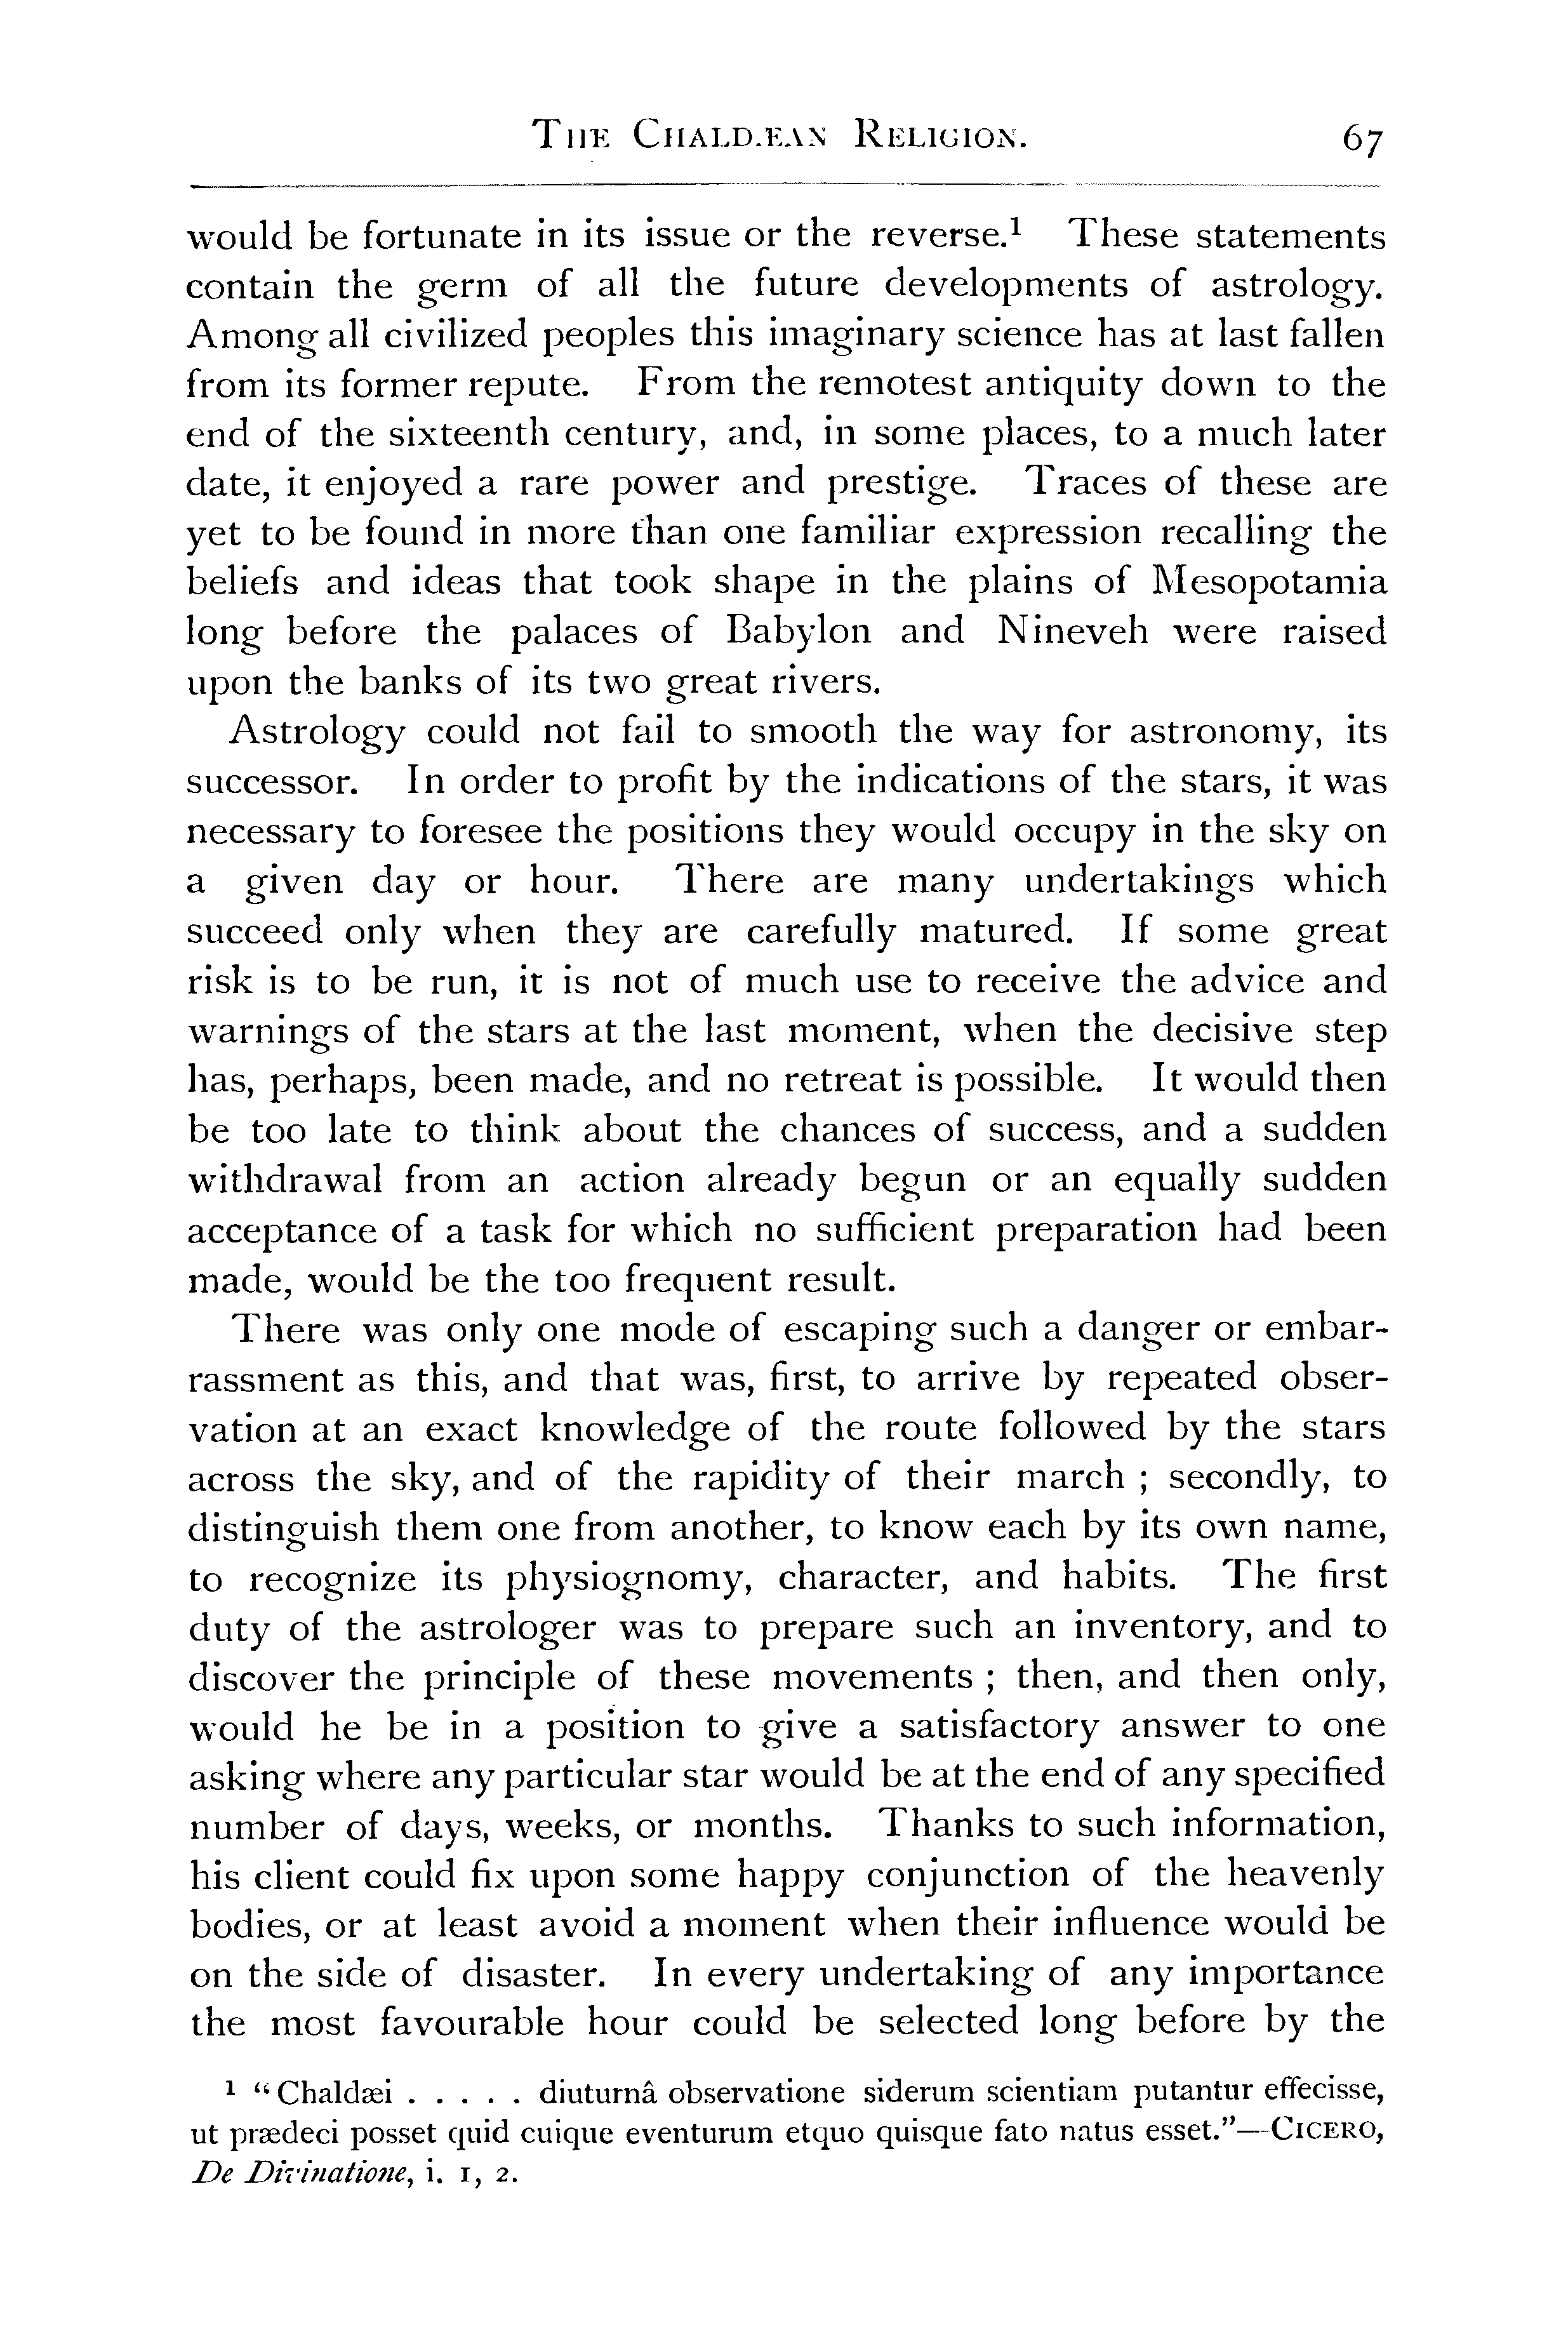 THE CHALDÆAN RELIGION. 67
would be fortunate in its issue or the reverse.¹ These statements
contain the germ of all the future developments of astrology.
Among all civilized peoples this imaginary science has at last fallen
from its former repute. From the remotest antiquity down to the
end of the sixteenth century, and, in some places, to a much later
date, it enjoyed a rare power and prestige. Traces of these are
yet to be found in more than one familiar expression recalling the
beliefs and ideas that took shape in the plains of Mesopotamia
long before the palaces of Babylon and Nineveh were raised
upon the banks of its two great rivers.
Astrology could not fail to smooth the way for astronomy, its
successor. In order to profit by the indications of the stars, it was
necessary to foresee the positions they would occupy in the sky on
a given day or hour. There are many undertakings which
succeed only when they are carefully matured. If some great
risk is to be run, it is not of much use to receive the advice and
warnings of the stars at the last moment, when the decisive step
has, perhaps, been made, and no retreat is possible. It would then
be too late to think about the chances of success, and a sudden
withdrawal from an action already begun or an equally sudden
acceptance of a task for which no sufficient preparation had been
made, would be the too frequent result.
There was only one mode of escaping such a danger or embar-
rassment as this, and that was, first, to arrive by repeated obser-
vation at an exact knowledge of the route followed by the stars
across the sky, and of the rapidity of their march ; secondly, to
distinguish them one from another, to know each by its own name,
to recognize its physiognomy, character, and habits. The first
duty of the astrologer was to prepare such an inventory, and to
discover the principle of these movements ; then, and then only,
would he be in a position to give a satisfactory answer to one
asking where any particular star would be at the end of any specified
number of days, weeks, or months. Thanks to such information,
his client could fix upon some happy conjunction of the heavenly
bodies, or at least avoid a moment when their influence would be
on the side of disaster. In every undertaking of any importance
the most favourable hour could be selected long before by the
¹ “Chaldæi . . . . . diuturnâ observatione siderum scientiam putantur effecisse,
ut prædeci posset quid cuique eventurum etquo quisque fato natus esset.”—CICERO,
De Divinatione, i. 1, 2.